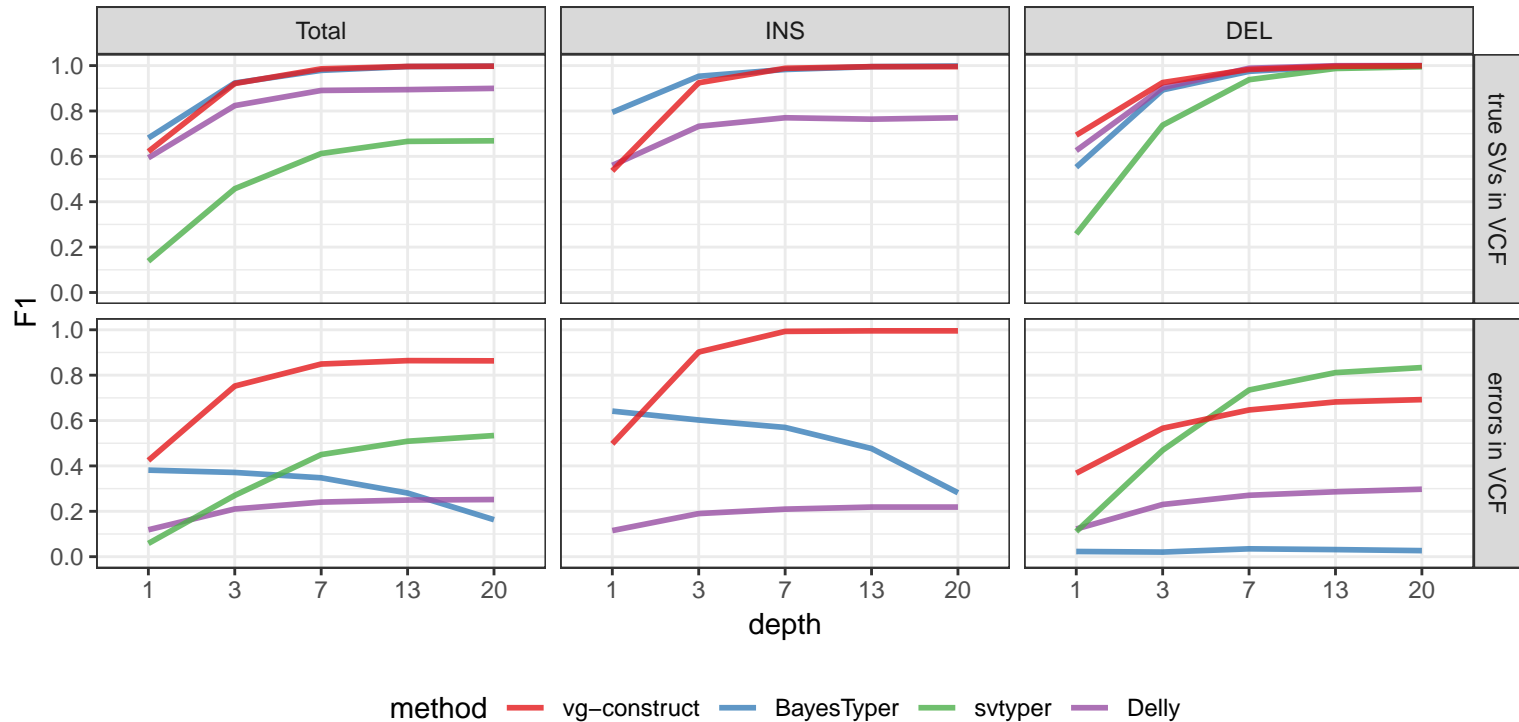 Total INS DEL
1.0
0.8
0.6
0.4
0.2
0.0
true SVs in VCF
F1
1.0
0.8
0.6
0.4
0.2
0.0
errors in VCF
1 3 7 13 20 1 3 7 13 20 1 3 7 13 20
depth
method vg−construct BayesTyper svtyper Delly